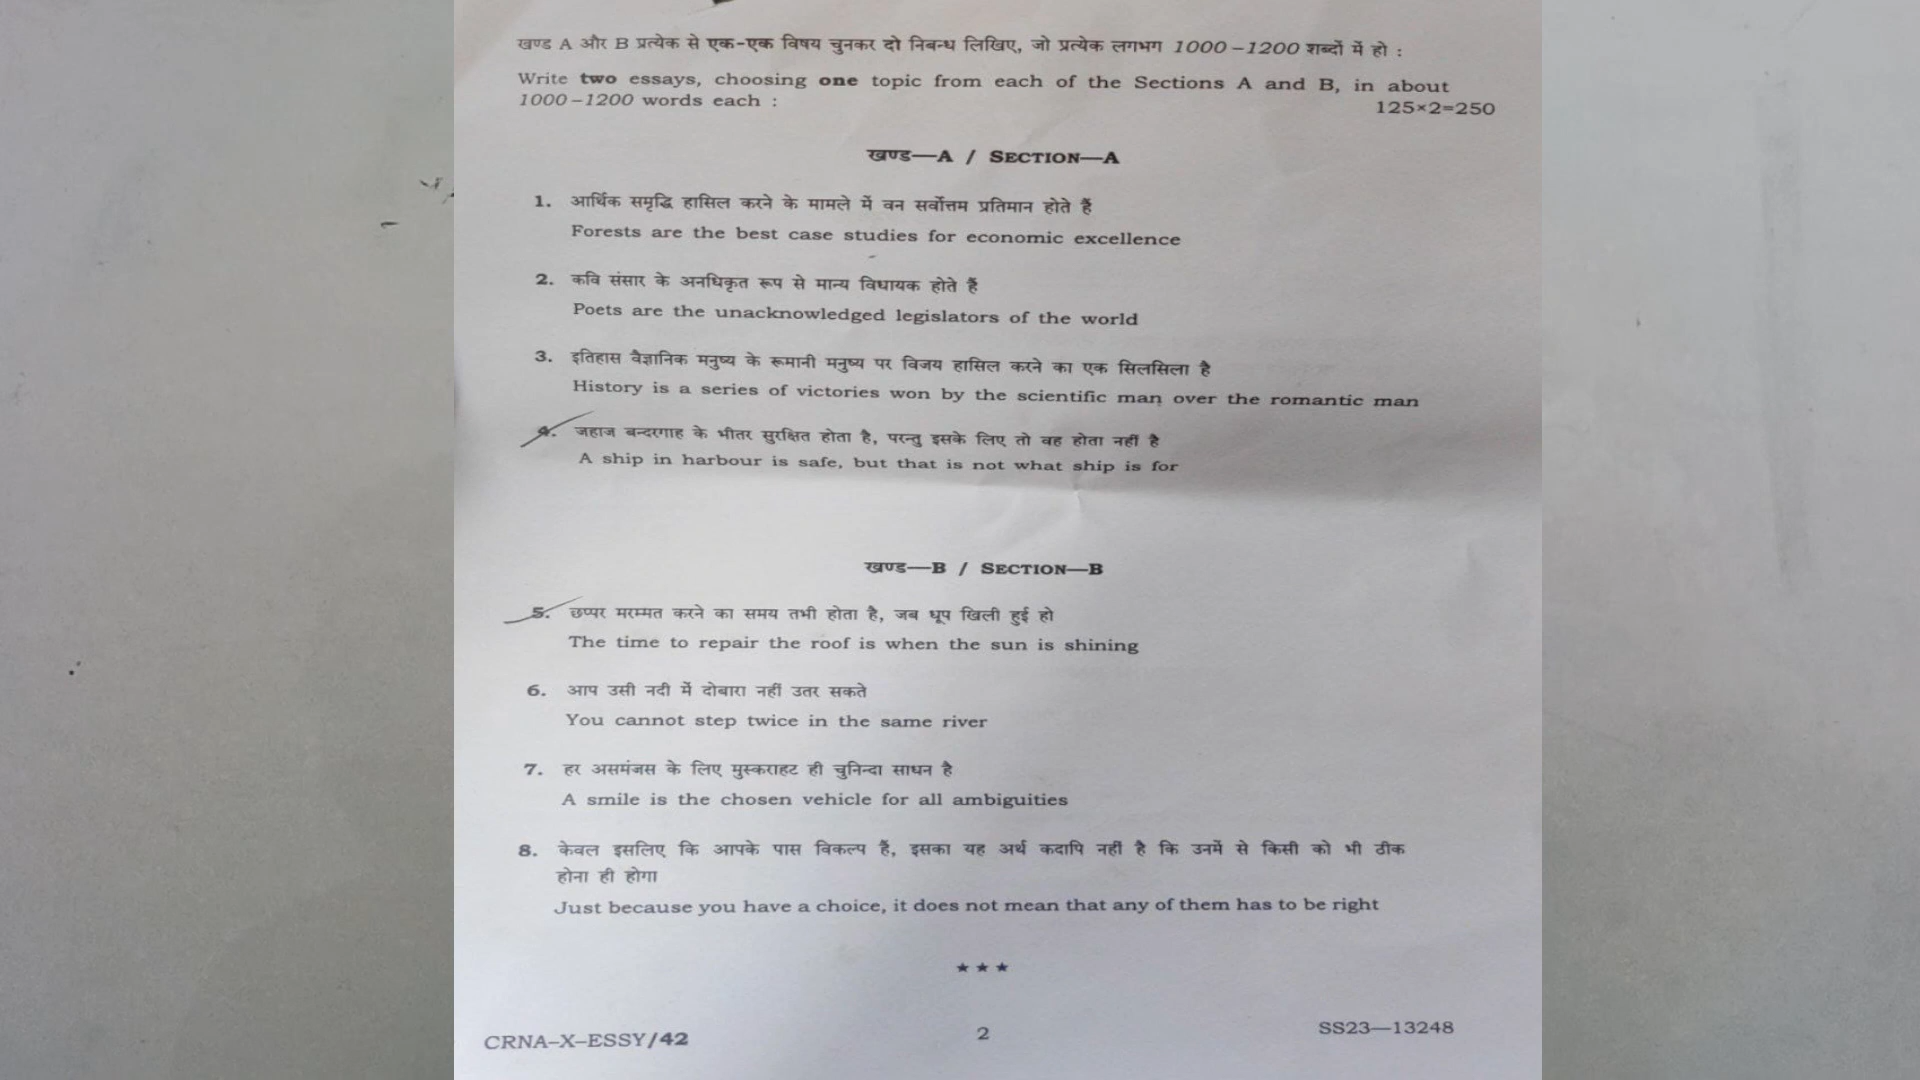 खण्ड A और B प्रत्येक से एक-एक विषय चुनकर दो निबन्ध लिखिए, जो प्रत्येक लगभग 1000–1200 शब्दों में हो :
Write two essays, choosing one topic from each of the Sections A and B, in about
1000–1200 words each :
125×2=250
खण्ड—A / SECTION—A
1. आर्थिक समृद्धि हासिल करने के मामले में वन सर्वोत्तम प्रतिमान होते हैं
Forests are the best case studies for economic excellence
2. कवि संसार के अनधिकृत रूप से मान्य विधायक होते हैं
Poets are the unacknowledged legislators of the world
3. इतिहास वैज्ञानिक मनुष्य के रूमानी मनुष्य पर विजय हासिल करने का एक सिलसिला है
History is a series of victories won by the scientific man over the romantic man
4. जहाज बन्दरगाह के भीतर सुरक्षित होता है, परन्तु इसके लिए तो वह होता नहीं है
A ship in harbour is safe, but that is not what ship is for
खण्ड—B / SECTION—B
5. छप्पर मरम्मत करने का समय तभी होता है, जब धूप खिली हुई हो
The time to repair the roof is when the sun is shining
6. आप उसी नदी में दोबारा नहीं उतर सकते
You cannot step twice in the same river
7. हर असमंजस के लिए मुस्कराहट ही चुनिन्दा साधन है
A smile is the chosen vehicle for all ambiguities
8. केवल इसलिए कि आपके पास विकल्प हैं, इसका यह अर्थ कदापि नहीं है कि उनमें से किसी को भी ठीक
होना ही होगा
Just because you have a choice, it does not mean that any of them has to be right
★ ★ ★
CRNA–X–ESSY/42
2
SS23—13248